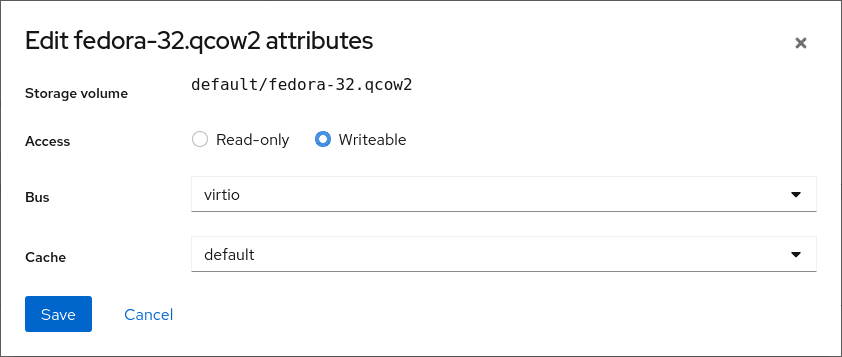 Edit fedora-32.qcow2 attributes
Storage volume default/fedora-32.qcow2
Access Read-only Writeable
Bus virtio
Cache default
Save Cancel